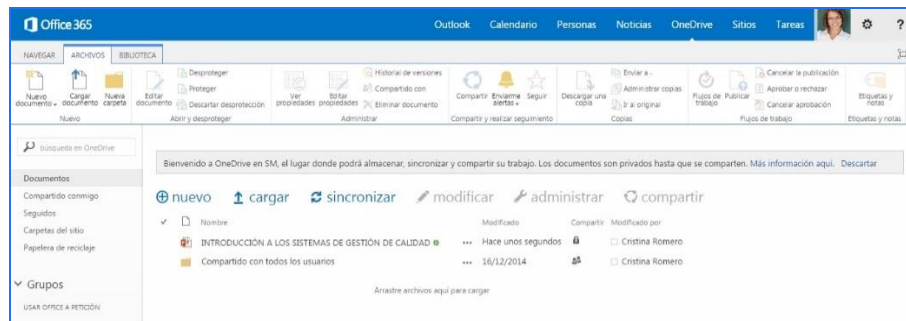 Office 365
Outlook Calendario Personas Noticias OneDrive Sitios Tareas ?
NAVEGAR ARCHIVOS BIBLIOTECA
Nuevo documento Cargar documento Nueva carpeta
Nuevo
Editar documento Desproteger Proteger Descartar desprotección
Abrir y desproteger
Ver propiedades Editar propiedades Historial de versiones Compartido con Eliminar documento
Administrar
Compartir Enviarme alertas Seguir
Compartir y realizar seguimiento
Descargar una copia Enviar a Administrar copias Ir al original
Copias
Flujos de trabajo Publicar Cancelar la publicación Aprobar o rechazar Cancelar aprobación
Flujos de trabajo
Etiquetas y notas
Etiquetas y notas
búsqueda en OneDrive
Bienvenido a OneDrive en SM, el lugar donde podrá almacenar, sincronizar y compartir su trabajo. Los documentos son privados hasta que se comparten. Más información aquí. Descartar
Documentos
Compartido conmigo
Seguidos
Carpetas del sitio
Papelera de reciclaje
Grupos
USAR OFFICE A PETICIÓN
nuevo cargar sincronizar modificar administrar compartir
Nombre Modificado Compartir Modificado por
INTRODUCCIÓN A LOS SISTEMAS DE GESTIÓN DE CALIDAD ... Hace unos segundos Cristina Romero
Compartido con todos los usuarios ... 16/12/2014 Cristina Romero
Arrastre archivos aquí para cargar